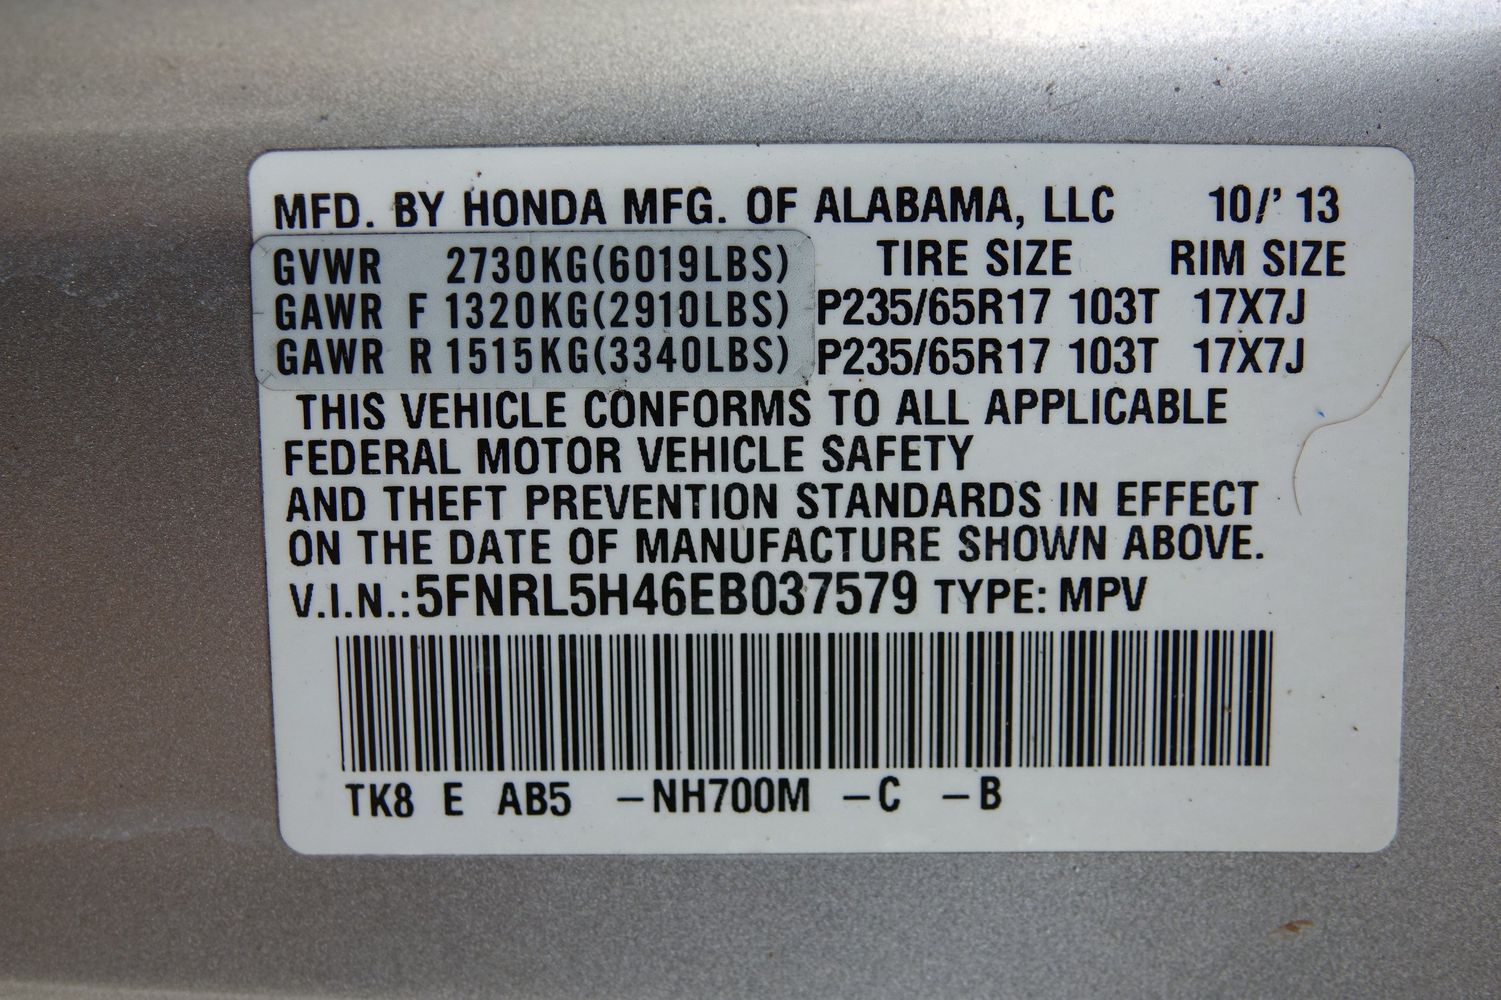 MFD. BY HONDA MFG. OF ALABAMA, LLC 10/' 13
GVWR 2730KG(6019LBS) TIRE SIZE RIM SIZE
GAWR F 1320KG(2910LBS) P235/65R17 103T 17X7J
GAWR R 1515KG(3340LBS) P235/65R17 103T 17X7J
THIS VEHICLE CONFORMS TO ALL APPLICABLE
FEDERAL MOTOR VEHICLE SAFETY
AND THEFT PREVENTION STANDARDS IN EFFECT
ON THE DATE OF MANUFACTURE SHOWN ABOVE.
V.I.N.:5FNRL5H46EB037579 TYPE: MPV
TK8 E AB5 –NH700M –C –B